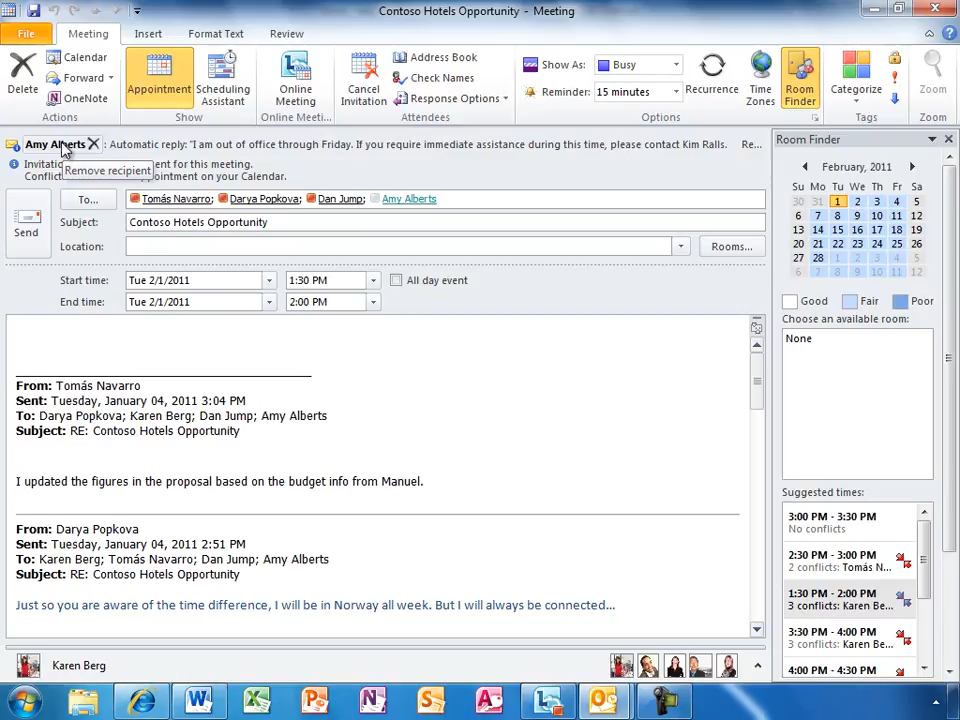 Contoso Hotels Opportunity - Meeting
File Meeting Insert Format Text Review
Delete
Calendar
Forward
OneNote
Actions
Appointment
Scheduling Assistant
Show
Online Meeting
Online Meeti...
Cancel Invitation
Address Book
Check Names
Response Options
Attendees
Show As: Busy
Reminder: 15 minutes
Recurrence
Time Zones
Room Finder
Options
Categorize
Tags
Zoom
Zoom
Amy Alberts : Automatic reply: "I am out of office through Friday. If you require immediate assistance during this time, please contact Kim Ralls. Re...
Remove recipient
To... Tomás Navarro; Darya Popkova; Dan Jump; Amy Alberts
Send
Subject: Contoso Hotels Opportunity
Location: Rooms...
Start time: Tue 2/1/2011 1:30 PM All day event
End time: Tue 2/1/2011 2:00 PM
From: Tomás Navarro
Sent: Tuesday, January 04, 2011 3:04 PM
To: Darya Popkova; Karen Berg; Dan Jump; Amy Alberts
Subject: RE: Contoso Hotels Opportunity
I updated the figures in the proposal based on the budget info from Manuel.
From: Darya Popkova
Sent: Tuesday, January 04, 2011 2:51 PM
To: Karen Berg; Tomás Navarro; Dan Jump; Amy Alberts
Subject: RE: Contoso Hotels Opportunity
Just so you are aware of the time difference, I will be in Norway all week. But I will always be connected...
Karen Berg
Room Finder
February, 2011
Su Mo Tu We Th Fr Sa
30 31 1 2 3 4 5
6 7 8 9 10 11 12
13 14 15 16 17 18 19
20 21 22 23 24 25 26
27 28 1 2 3 4 5
6 7 8 9 10 11 12
Good Fair Poor
Choose an available room:
None
Suggested times:
3:00 PM - 3:30 PM
No conflicts
2:30 PM - 3:00 PM
2 conflicts: Tomás N...
1:30 PM - 2:00 PM
3 conflicts: Karen Be...
3:30 PM - 4:00 PM
3 conflicts: Karen Be...
4:00 PM - 4:30 PM